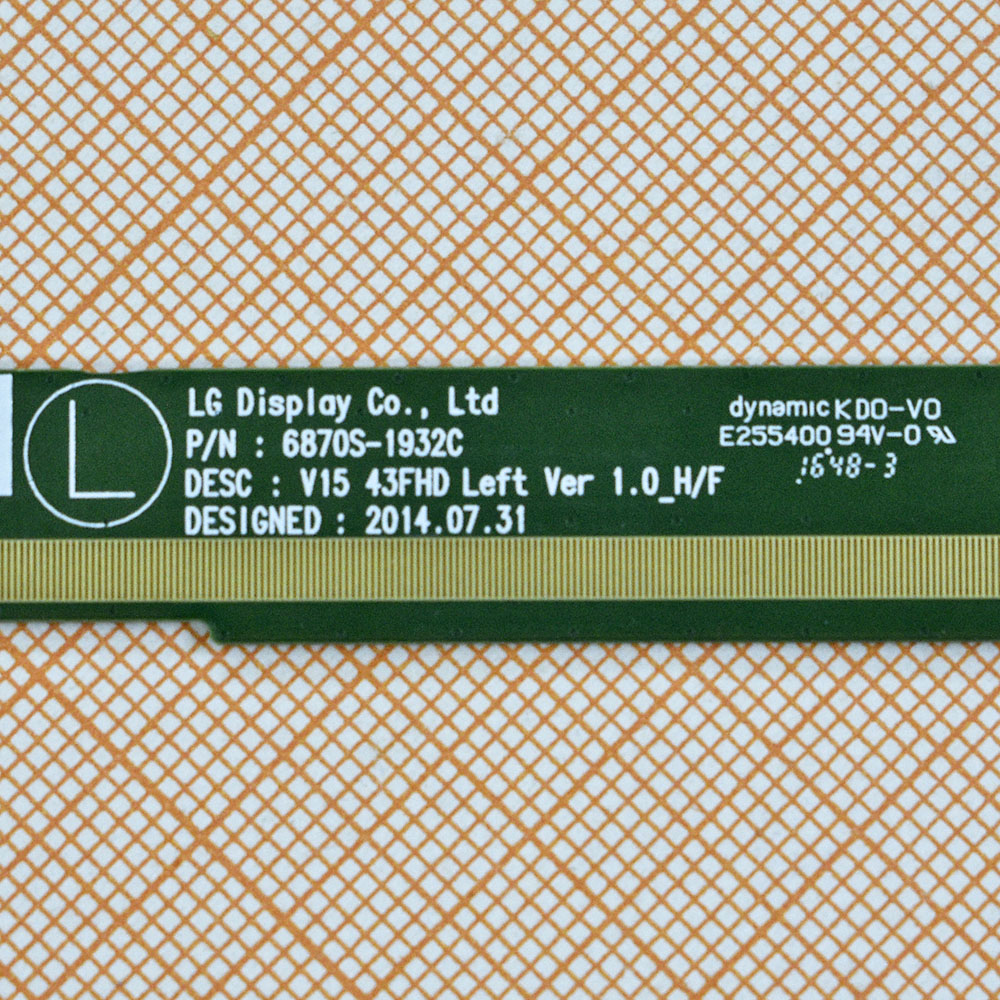 L
LG Display Co., Ltd
P/N : 6870S-1932C
DESC : V15 43FHD Left Ver 1.0_H/F
DESIGNED : 2014.07.31
dynamic KDO-VO
E255400 94V-0
1648-3